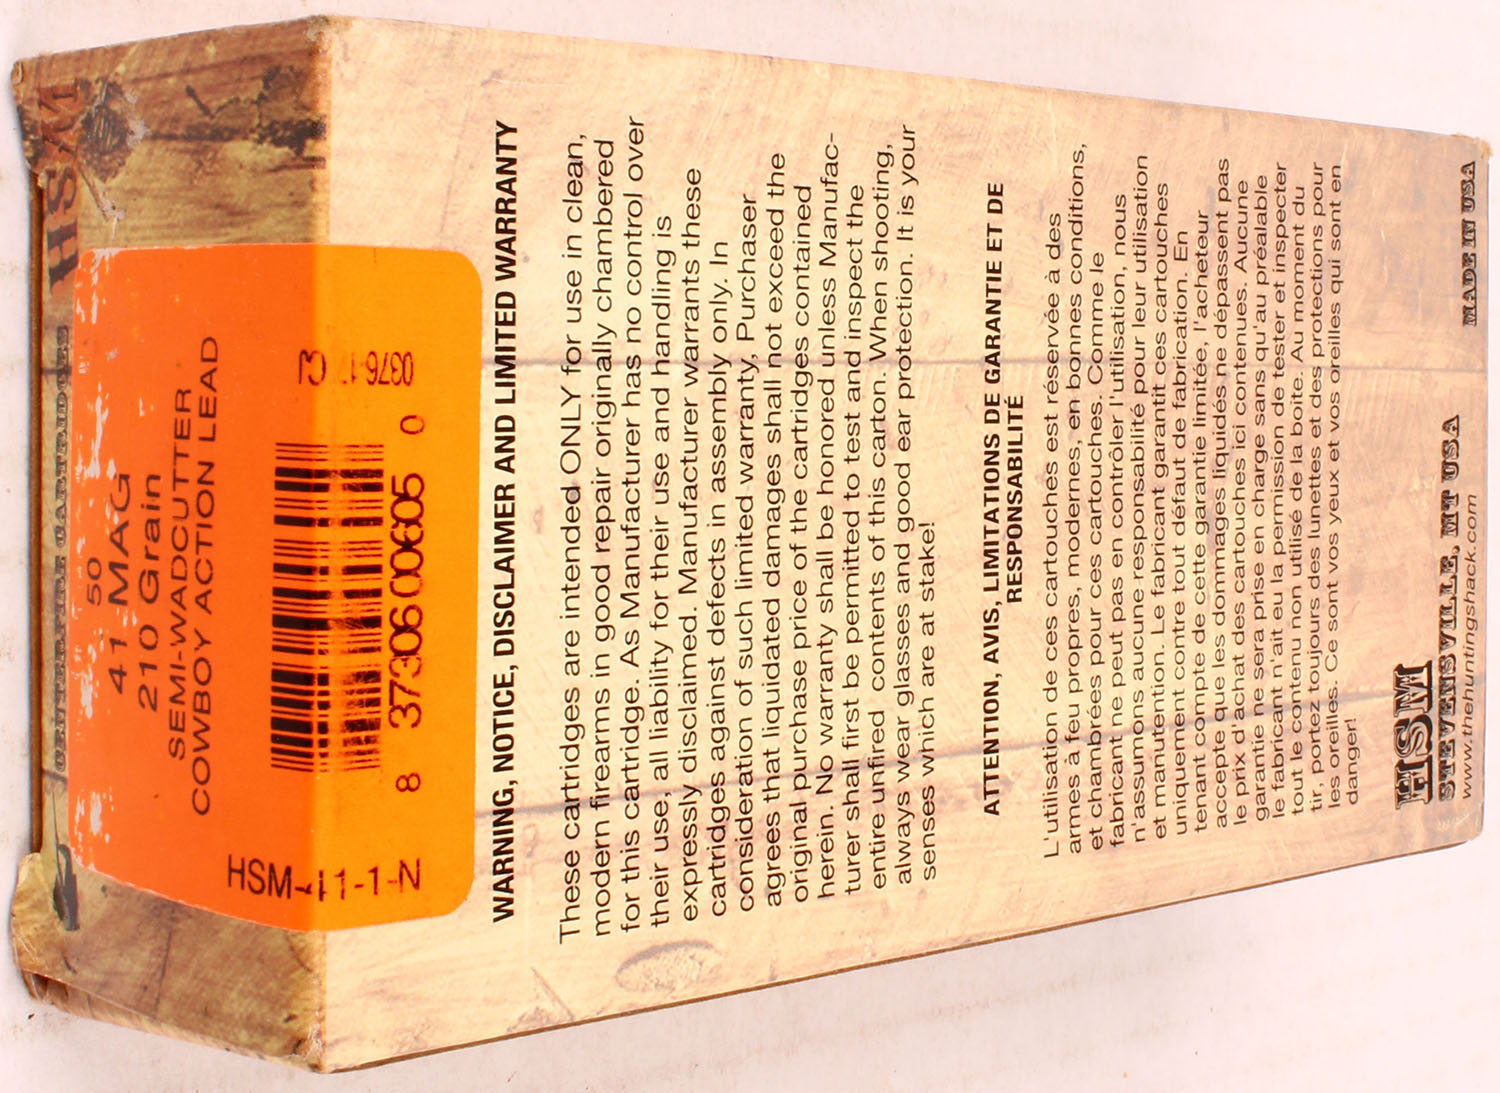 HSM
CENTERFIRE CARTRIDGES
50
41 MAG
210 Grain
SEMI-WADCUTTER
COWBOY ACTION LEAD
8 37306 00605 0
HSM-41-1-N
WARNING, NOTICE, DISCLAIMER AND LIMITED WARRANTY
These cartridges are intended ONLY for use in clean,
modern firearms in good repair originally chambered
for this cartridge. As Manufacturer has no control over
their use, all liability for their use and handling is
expressly disclaimed. Manufacturer warrants these
cartridges against defects in assembly only. In
consideration of such limited warranty, Purchaser
agrees that liquidated damages shall not exceed the
original purchase price of the cartridges contained
herein. No warranty shall be honored unless Manufac-
turer shall first be permitted to test and inspect the
entire unfired contents of this carton. When shooting,
always wear glasses and good ear protection. It is your
senses which are at stake!
ATTENTION, AVIS, LIMITATIONS DE GARANTIE ET DE
RESPONSABILITÉ
L'utilisation de ces cartouches est réservée à des
armes à feu propres, modernes, en bonnes conditions,
et chambrées pour ces cartouches. Comme le
fabricant ne peut pas en contrôler l'utilisation, nous
n'assumons aucune responsabilité pour leur utilisation
et manutention. Le fabricant garantit ces cartouches
uniquement contre tout défaut de fabrication. En
tenant compte de cette garantie limitée, l'acheteur
accepte que les dommages liquidés ne dépassent pas
le prix d'achat des cartouches ici contenues. Aucune
garantie ne sera prise en charge sans qu'au préalable
le fabricant n'ait eu la permission de tester et inspecter
tout le contenu non utilisé de la boite. Au moment du
tir, portez toujours des lunettes et des protections pour
les oreilles. Ce sont vos yeux et vos oreilles qui sont en
danger!
HSM
STEVENSVILLE, MT USA
MADE IN USA
www.thehuntingshack.com